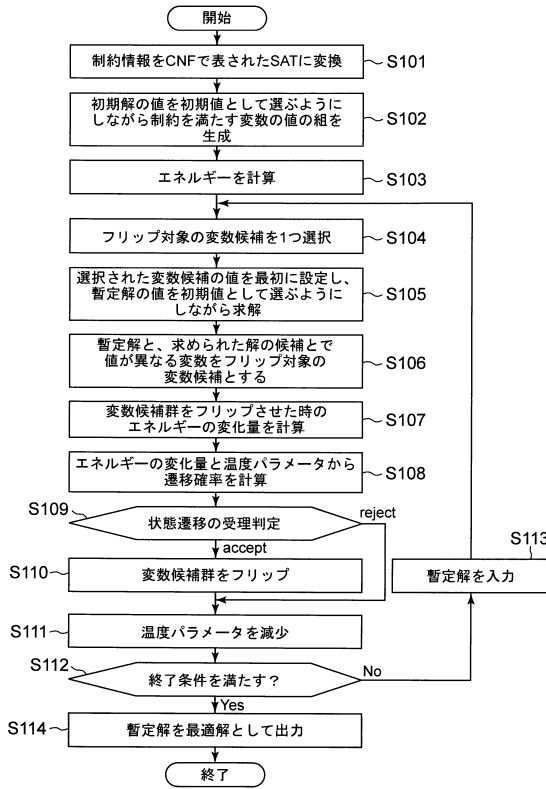 開始
制約情報をCNFで表されたSATに変換
S101
初期解の値を初期値として選ぶように
しながら制約を満たす変数の値の組を
生成
S102
エネルギーを計算
S103
フリップ対象の変数候補を1つ選択
S104
選択された変数候補の値を最初に設定し、
暫定解の値を初期値として選ぶように
しながら求解
S105
暫定解と、求められた解の候補とで
値が異なる変数をフリップ対象の
変数候補とする
S106
変数候補群をフリップさせた時の
エネルギーの変化量を計算
S107
エネルギーの変化量と温度パラメータから
遷移確率を計算
S108
S109
状態遷移の受理判定
reject
accept
S110
変数候補群をフリップ
S113
暫定解を入力
S111
温度パラメータを減少
S112
終了条件を満たす?
No
Yes
S114
暫定解を最適解として出力
終了